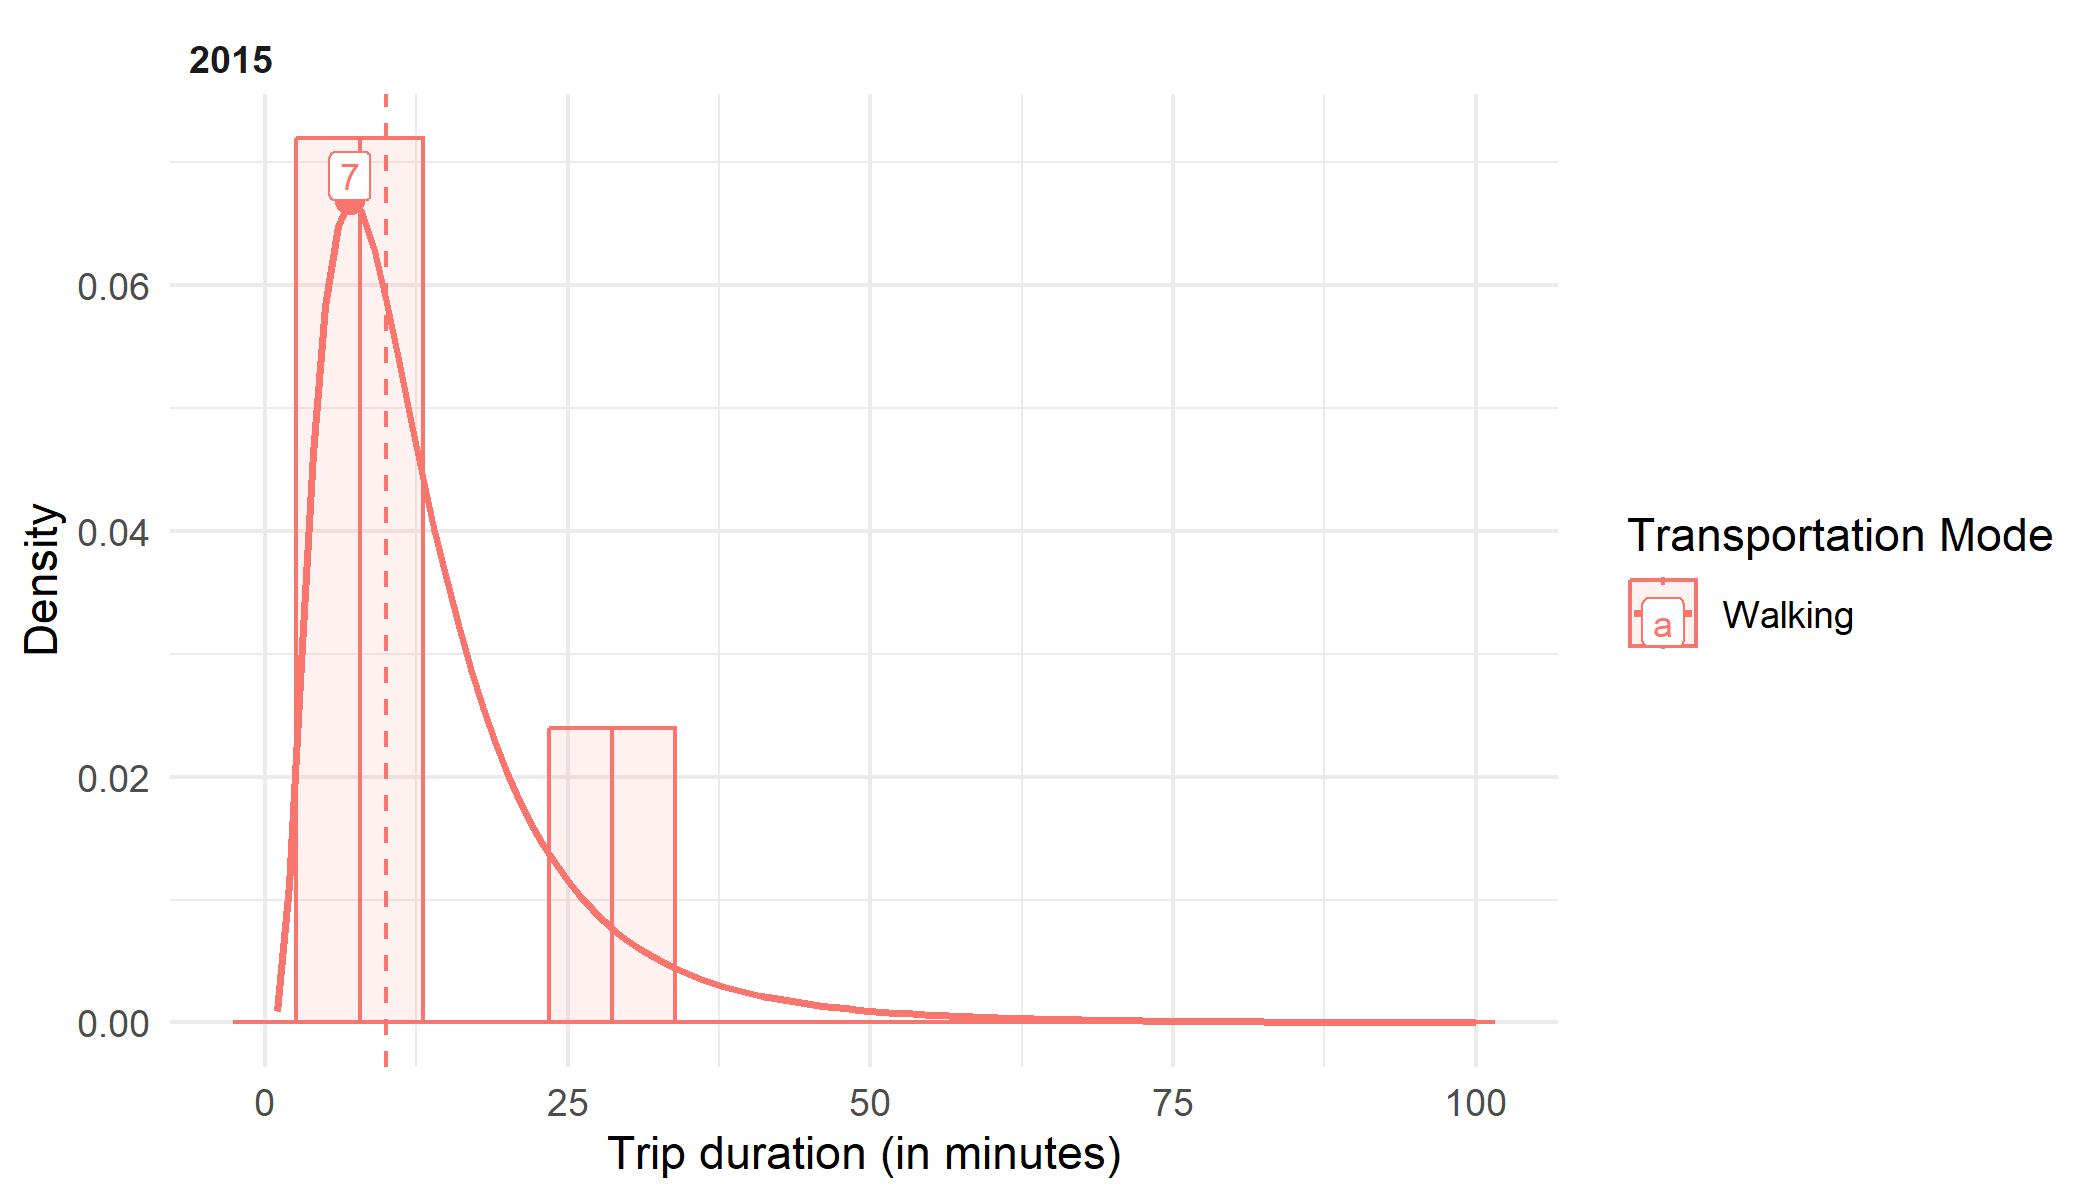 2015
7
0.06
0.04
0.02
0.00
Density
0 25 50 75 100
Trip duration (in minutes)
Transportation Mode
a Walking